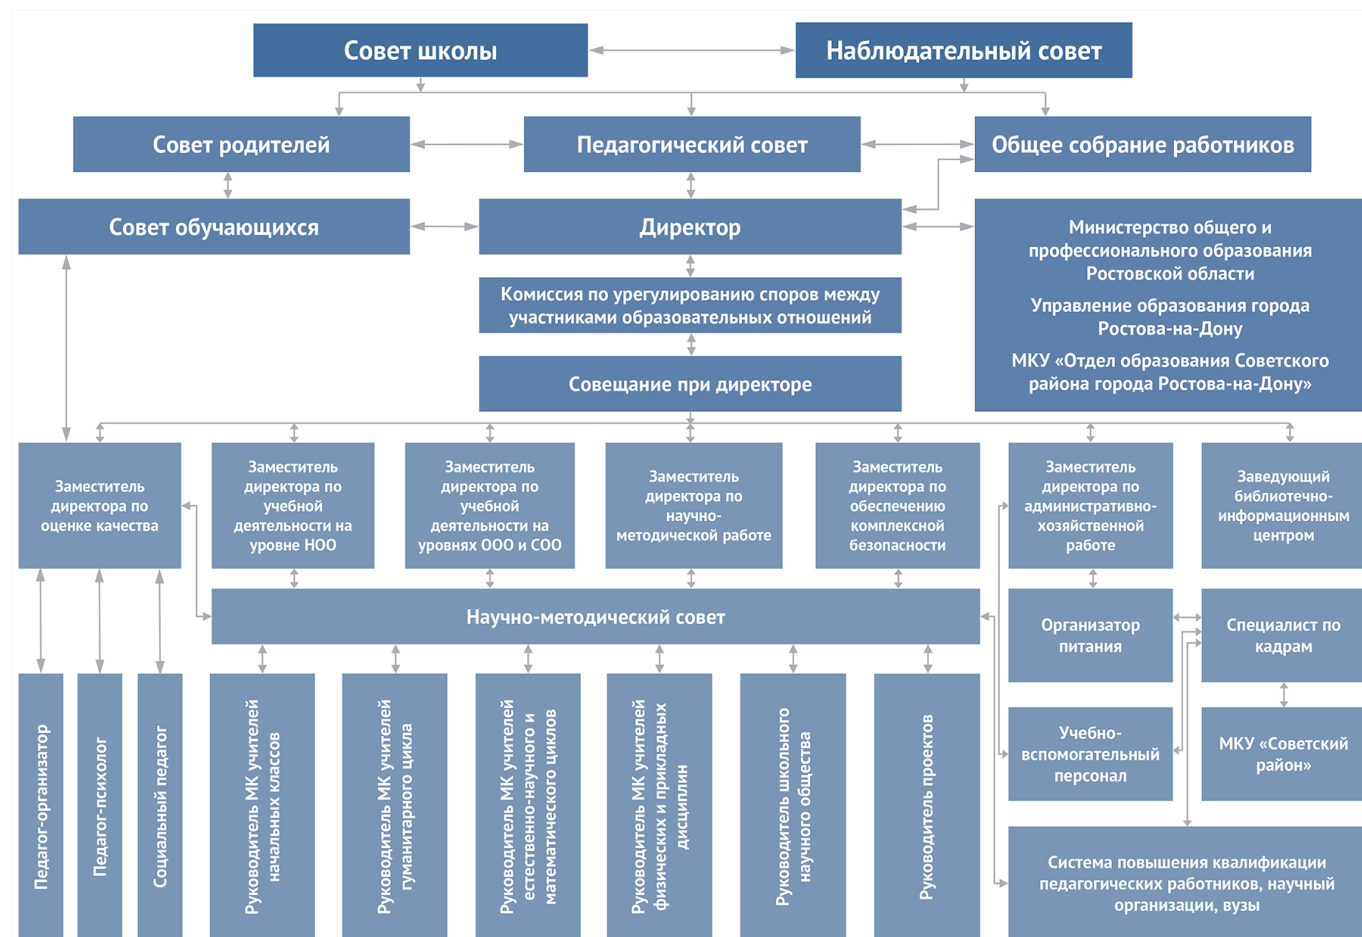 Совет школы
Наблюдательный совет
Совет родителей
Педагогический совет
Общее собрание работников
Совет обучающихся
Директор
Министерство общего и
профессионального образования
Ростовской области
Управление образования города
Ростова-на-Дону
МКУ «Отдел образования Советского
района города Ростова-на-Дону»
Комиссия по урегулированию споров между
участниками образовательных отношений
Совещание при директоре
Заместитель
директора по
оценке качества
Заместитель
директора по
учебной
деятельности на
уровне НОО
Заместитель
директора по
учебной
деятельности на
уровнях ООО и СОО
Заместитель
директора по
научно-
методической работе
Заместитель
директора по
обеспечению
комплексной
безопасности
Заместитель
директора по
административно-
хозяйственной
работе
Заведующий
библиотечно-
информационным
центром
Научно-методический совет
Организатор
питания
Специалист по
кадрам
Учебно-
вспомогательный
персонал
МКУ «Советский
район»
Педагог-организатор
Педагог-психолог
Социальный педагог
Руководитель МК учителей
начальных классов
Руководитель МК учителей
гуманитарного цикла
Руководитель МК учителей
естественно-научного и
математического циклов
Руководитель МК учителей
физических и прикладных
дисциплин
Руководитель школьного
научного общества
Руководитель проектов
Система повышения квалификации
педагогических работников, научный
организации, вузы